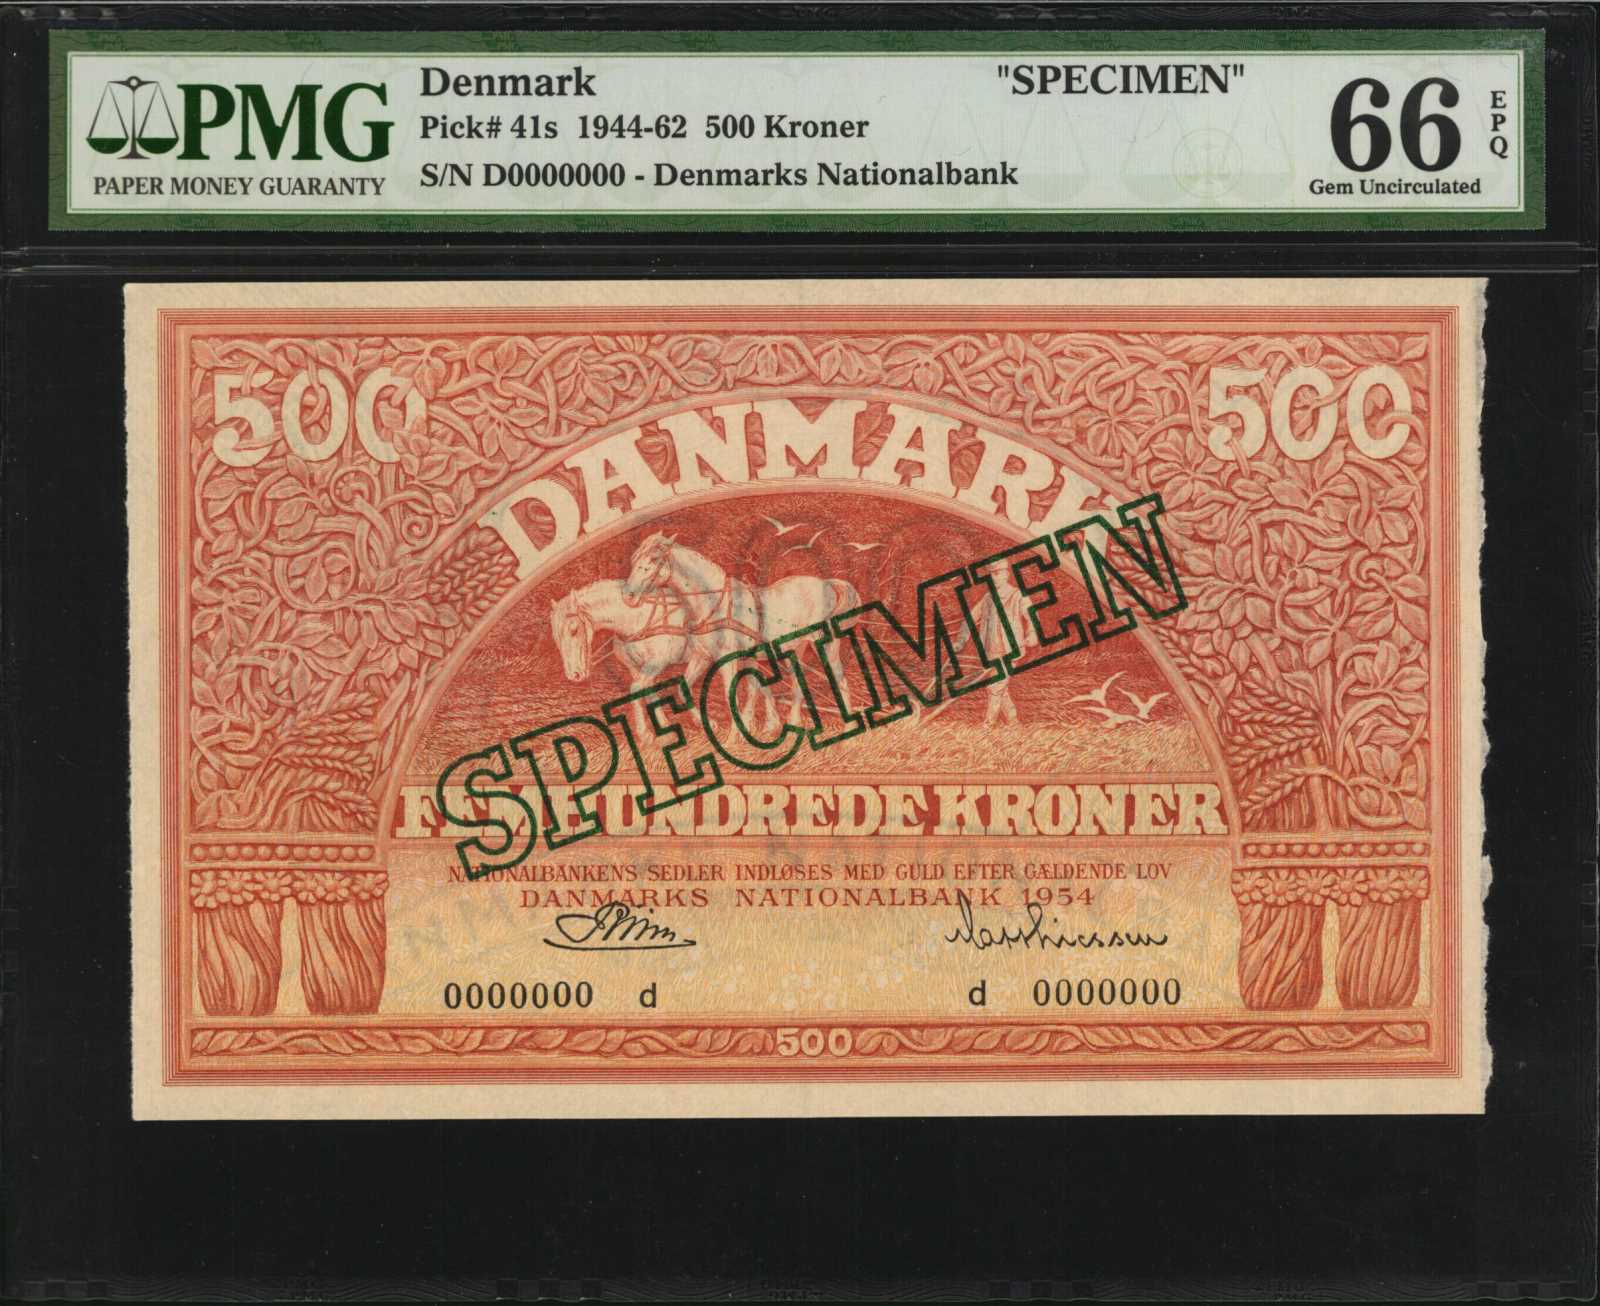 PMG
PAPER MONEY GUARANTY
Denmark
"SPECIMEN"
Pick# 41s 1944-62 500 Kroner
S/N D0000000 - Denmarks Nationalbank
66
EPQ
Gem Uncirculated
500
500
DANMARK
SPECIMEN
FEMHUNDREDE KRONER
NATIONALBANKENS SEDLER INDLØSES MED GULD EFTER GÆLDENDE LOV
DANMARKS NATIONALBANK 1954
0000000 d
d 0000000
500